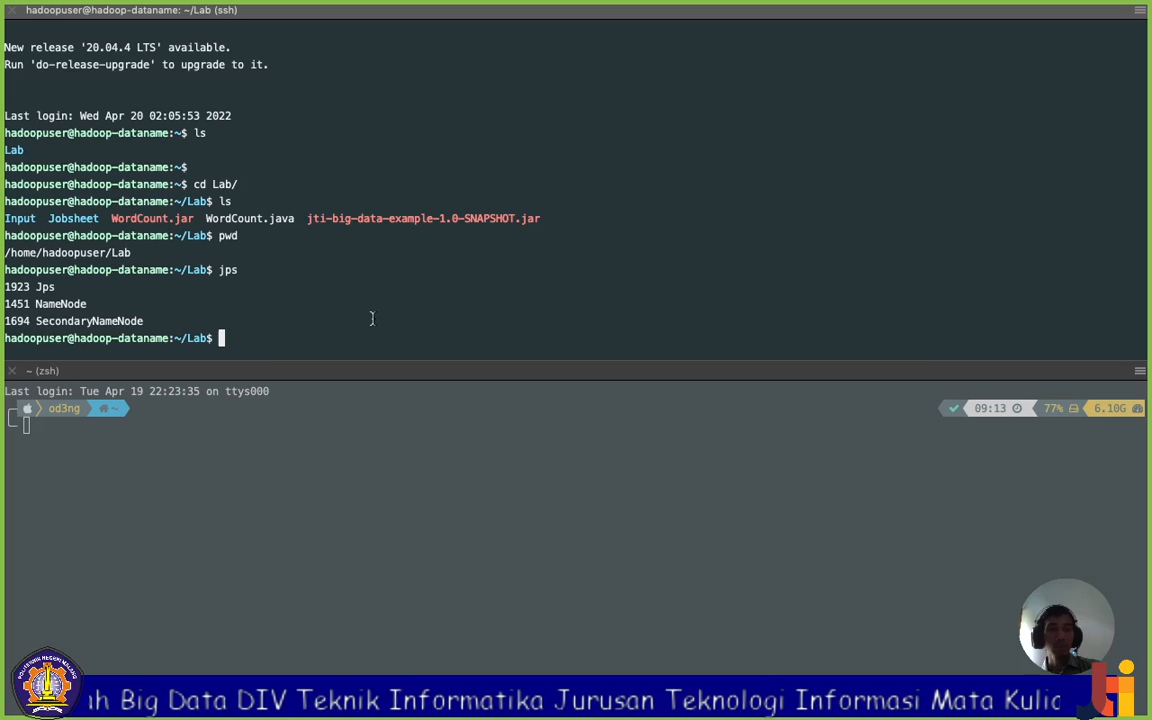 hadoopuser@hadoop-dataname: ~/Lab (ssh)
New release '20.04.4 LTS' available.
Run 'do-release-upgrade' to upgrade to it.
Last login: Wed Apr 20 02:05:53 2022
hadoopuser@hadoop-dataname:~$ ls
Lab
hadoopuser@hadoop-dataname:~$
hadoopuser@hadoop-dataname:~$ cd Lab/
hadoopuser@hadoop-dataname:~/Lab$ ls
Input Jobsheet WordCount.jar WordCount.java jti-big-data-example-1.0-SNAPSHOT.jar
hadoopuser@hadoop-dataname:~/Lab$ pwd
/home/hadoopuser/Lab
hadoopuser@hadoop-dataname:~/Lab$ jps
1923 Jps
1451 NameNode
1694 SecondaryNameNode
hadoopuser@hadoop-dataname:~/Lab$
~ (zsh)
Last login: Tue Apr 19 22:23:35 on ttys000
od3ng ~ 09:13 77% 6.10G
POLITEKNIK NEGERI MALANG
ah Big Data DIV Teknik Informatika Jurusan Teknologi Informasi Mata Kulia